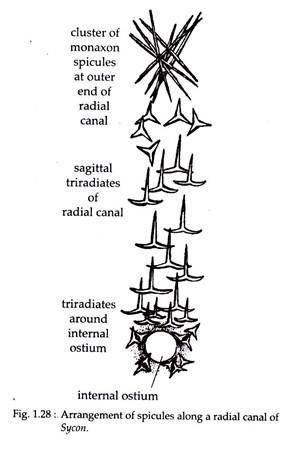 cluster of
monaxon
spicules
at outer
end of
radial
canal
sagittal
triradiates
of
radial canal
triradiates
around
internal
ostium
internal ostium
Fig. 1.28 : Arrangement of spicules along a radial canal of
Sycon.